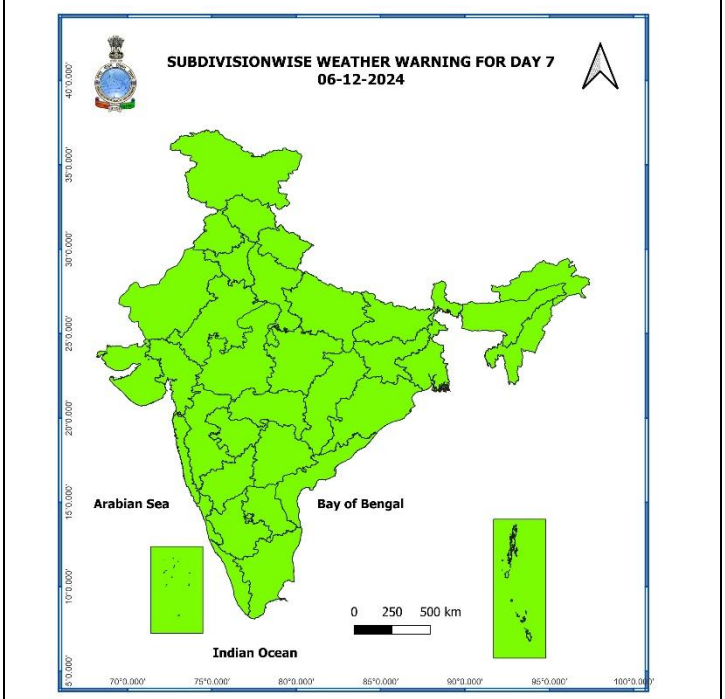 SUBDIVISIONWISE WEATHER WARNING FOR DAY 7
06-12-2024
40°0.000'
35°0.000'
30°0.000'
25°0.000'
20°0.000'
15°0.000'
10°0.000'
5°0.000'
Arabian Sea
Bay of Bengal
0 250 500 km
Indian Ocean
70°0.000' 75°0.000' 80°0.000' 85°0.000' 90°0.000' 95°0.000' 100°0.000'